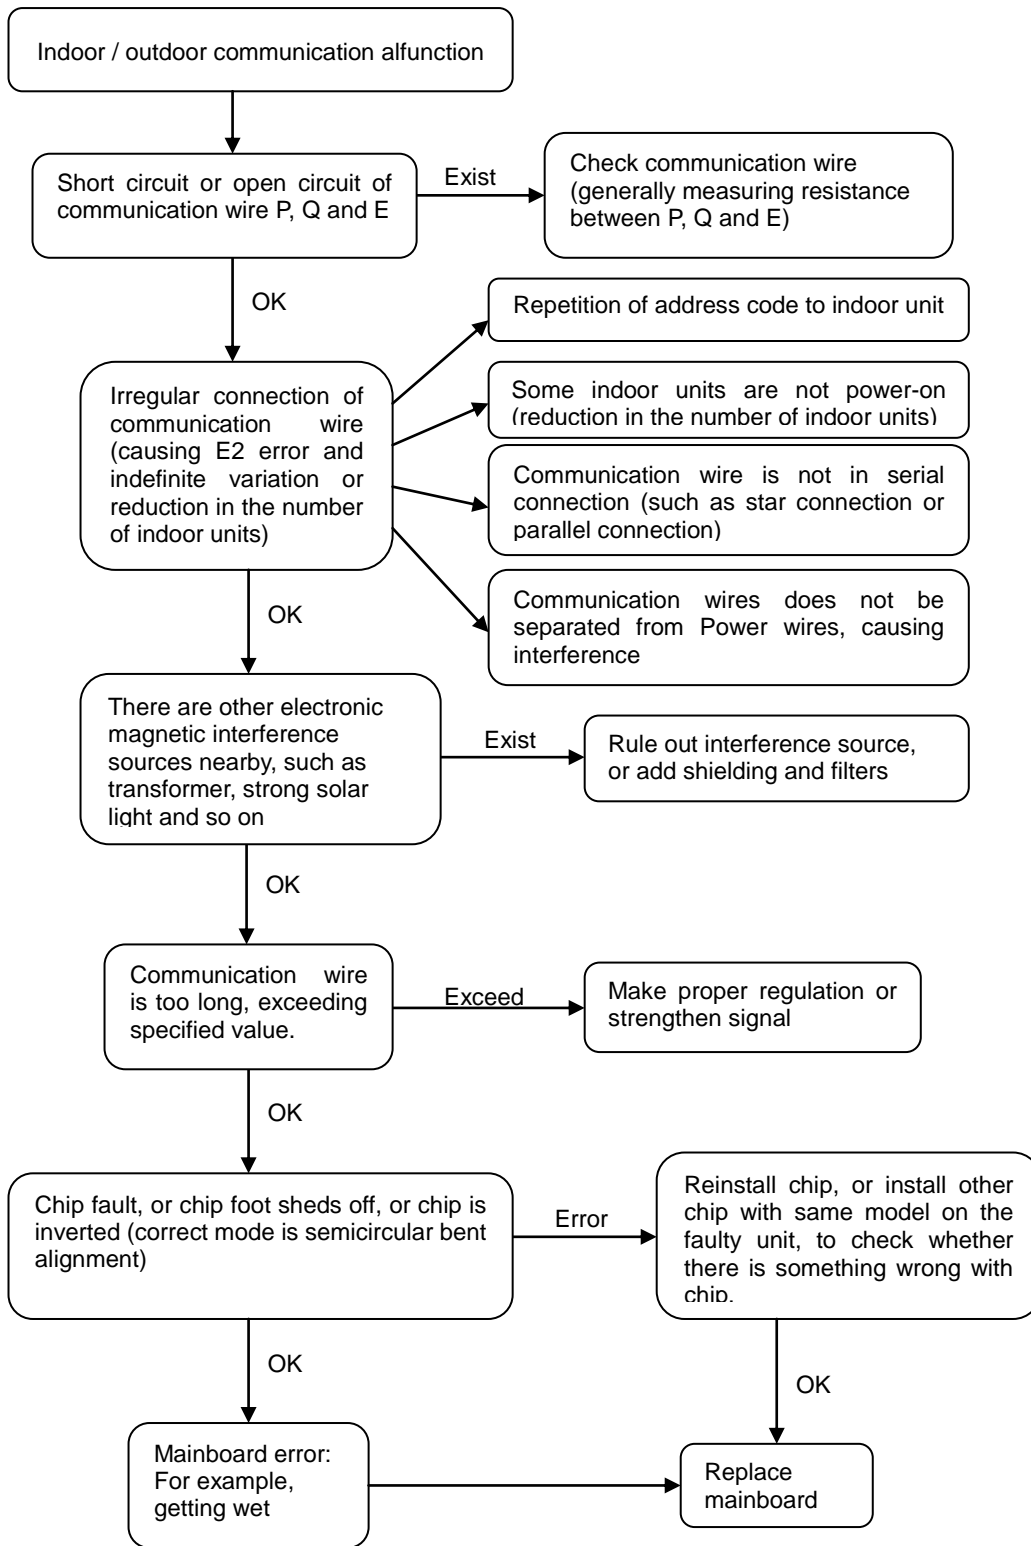 Indoor / outdoor communication alfunction
Short circuit or open circuit of
communication wire P, Q and E
Exist
Check communication wire
(generally measuring resistance
between P, Q and E)
OK
Irregular connection of
communication wire
(causing E2 error and
indefinite variation or
reduction in the number
of indoor units)
Repetition of address code to indoor unit
Some indoor units are not power-on
(reduction in the number of indoor units)
Communication wire is not in serial
connection (such as star connection or
parallel connection)
Communication wires does not be
separated from Power wires, causing
interference
OK
There are other electronic
magnetic interference
sources nearby, such as
transformer, strong solar
light and so on
Exist
Rule out interference source,
or add shielding and filters
OK
Communication wire
is too long, exceeding
specified value.
Exceed
Make proper regulation or
strengthen signal
OK
Chip fault, or chip foot sheds off, or chip is
inverted (correct mode is semicircular bent
alignment)
Error
Reinstall chip, or install other
chip with same model on the
faulty unit, to check whether
there is something wrong with
chip.
OK
OK
Mainboard error:
For example,
getting wet
Replace
mainboard